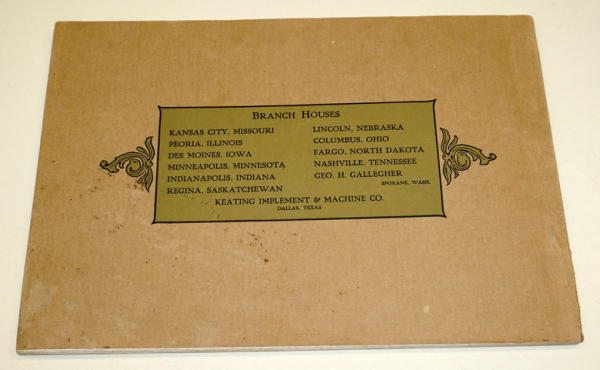 BRANCH HOUSES
KANSAS CITY, MISSOURI
PEORIA, ILLINOIS
DES MOINES, IOWA
MINNEAPOLIS, MINNESOTA
INDIANAPOLIS, INDIANA
REGINA, SASKATCHEWAN
LINCOLN, NEBRASKA
COLUMBUS, OHIO
FARGO, NORTH DAKOTA
NASHVILLE, TENNESSEE
GEO. H. GALLEGHER
SPOKANE, WASH.
KEATING IMPLEMENT & MACHINE CO.
DALLAS, TEXAS